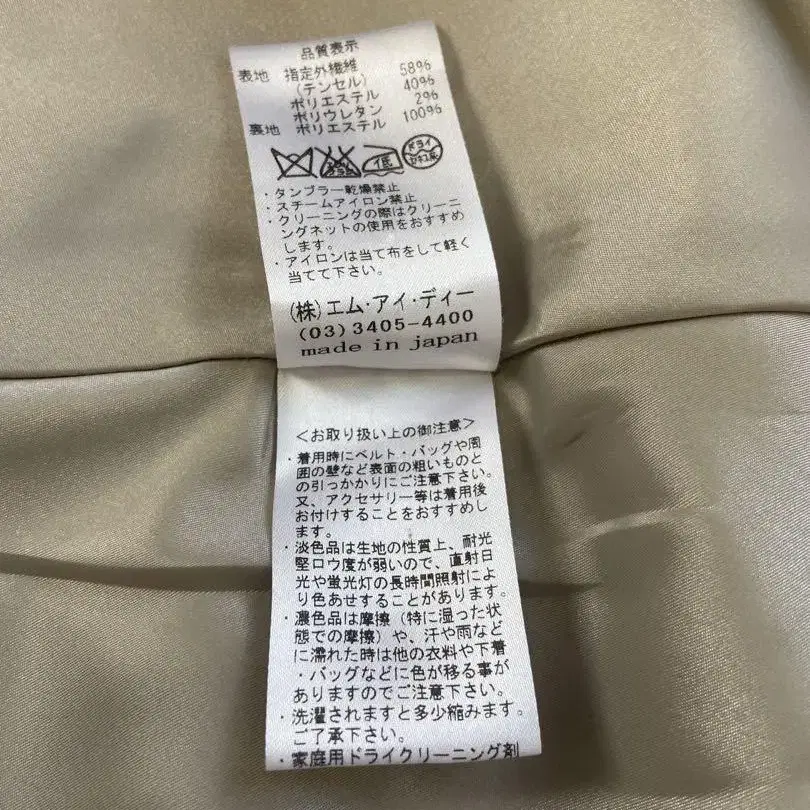 品質表示
表地 指定外繊維 58%
(テンセル)
ポリエステル 40%
ポリウレタン 2%
裏地 ポリエステル 100%
エンソ サラシ イ 低 ドライ セキユ系
・タンブラー乾燥禁止
・スチームアイロン禁止
・クリーニングの際はクリーニ
ングネットの使用をおすすめ
します。
・アイロンは当て布をして軽く
当てて下さい。
(株)エム・アイ・ディー
(03)3405-4400
made in japan
<お取り扱い上の御注意>
・着用時にベルト・バッグや周
囲の壁など表面の粗いものと
の引っかかりにご注意下さい。
又、アクセサリー等は着用後
お付けすることをおすすめし
ます。
・淡色品は生地の性質上、耐光
堅ロウ度が弱いので、直射日
光や蛍光灯の長時間照射によ
り色あせすることがあります。
・濃色品は摩擦(特に湿った状
態での摩擦)や、汗や雨など
に濡れた時は他の衣料や下着
・バッグなどに色が移る事が
ありますのでご注意下さい。
・洗濯されますと多少縮みます。
ご了承下さい。
・家庭用ドライクリーニング剤